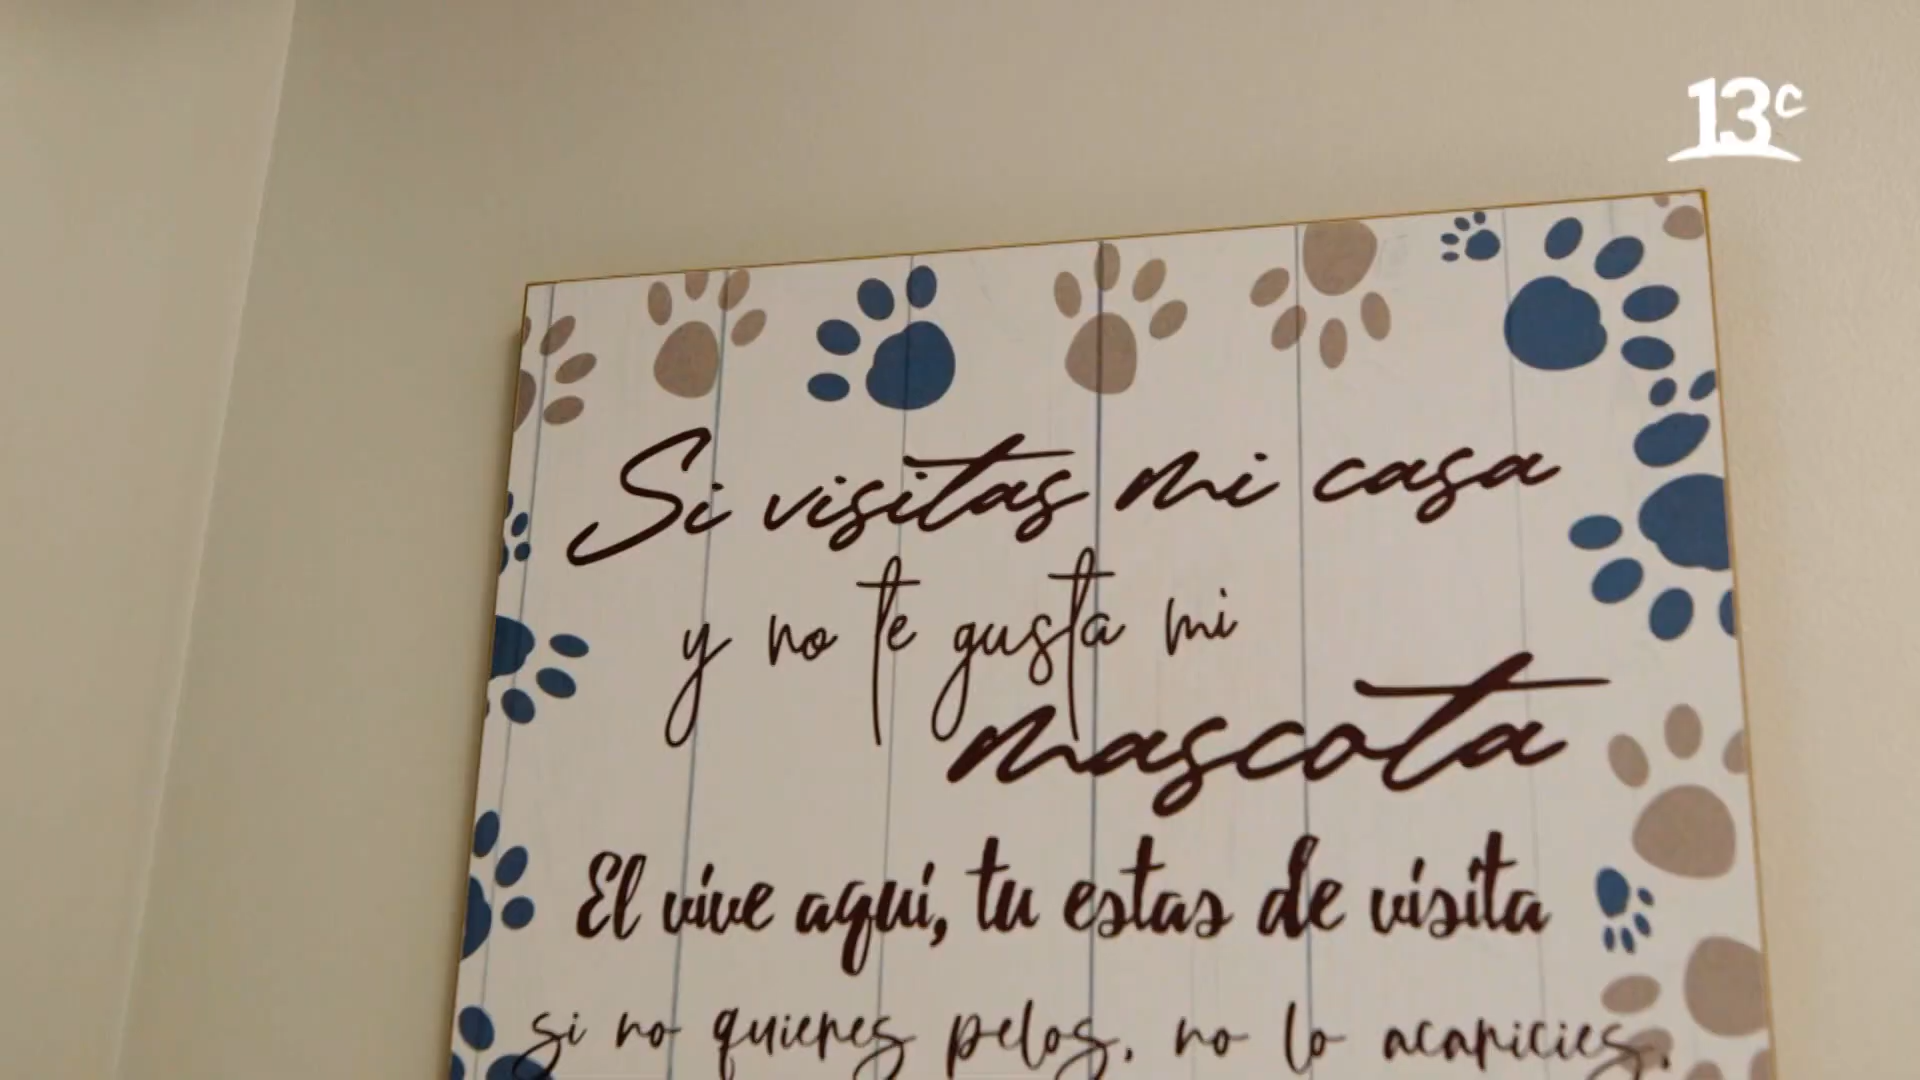 13c
Si visitas mi casa
y no te gusta mi
mascota
El vive aquí, tu estas de visita
si no quieres pelos, no lo acaricies.